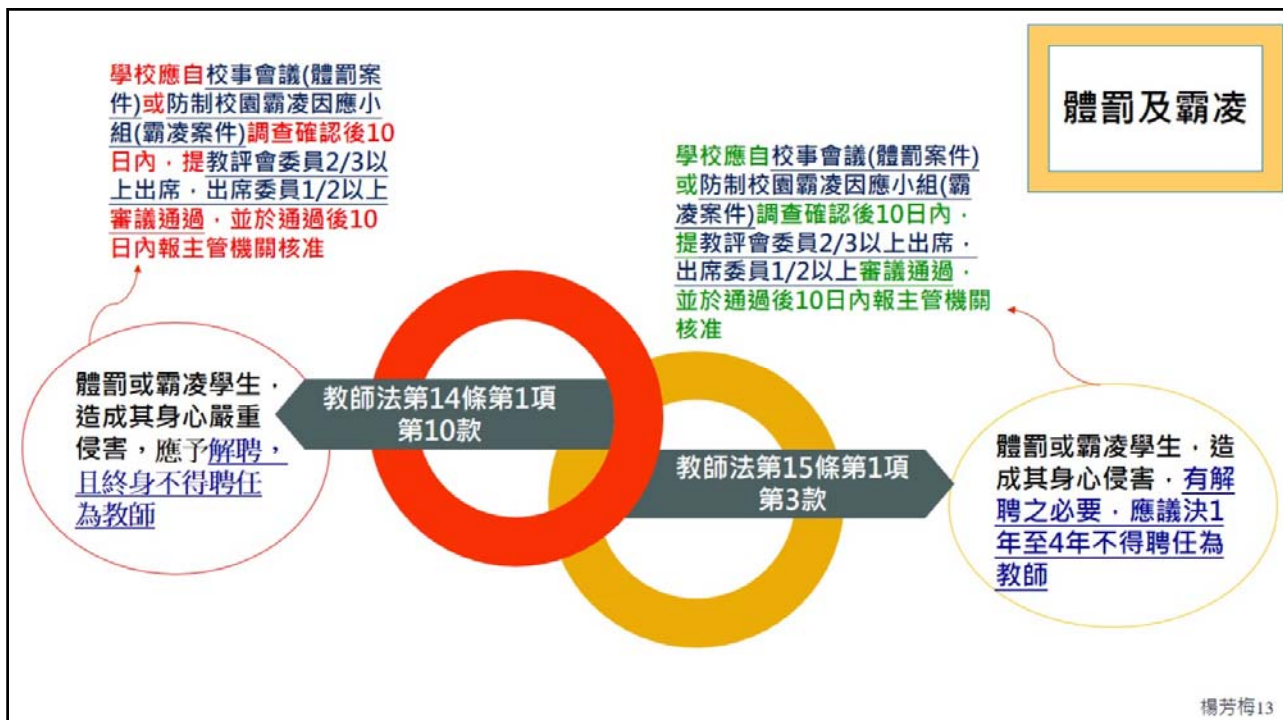 體罰及霸凌
學校應自校事會議(體罰案
件)或防制校園霸凌因應小
組(霸凌案件)調查確認後10
日內，提教評會委員2/3以
上出席，出席委員1/2以上
審議通過，並於通過後10
日內報主管機關核准
學校應自校事會議(體罰案件)
或防制校園霸凌因應小組(霸
凌案件)調查確認後10日內，
提教評會委員2/3以上出席，
出席委員1/2以上審議通過，
並於通過後10日內報主管機關
核准
體罰或霸凌學生，
造成其身心嚴重
侵害，應予解聘，
且終身不得聘任
為教師
教師法第14條第1項
第10款
教師法第15條第1項
第3款
體罰或霸凌學生，造
成其身心侵害，有解
聘之必要，應議決1
年至4年不得聘任為
教師
楊芳梅13